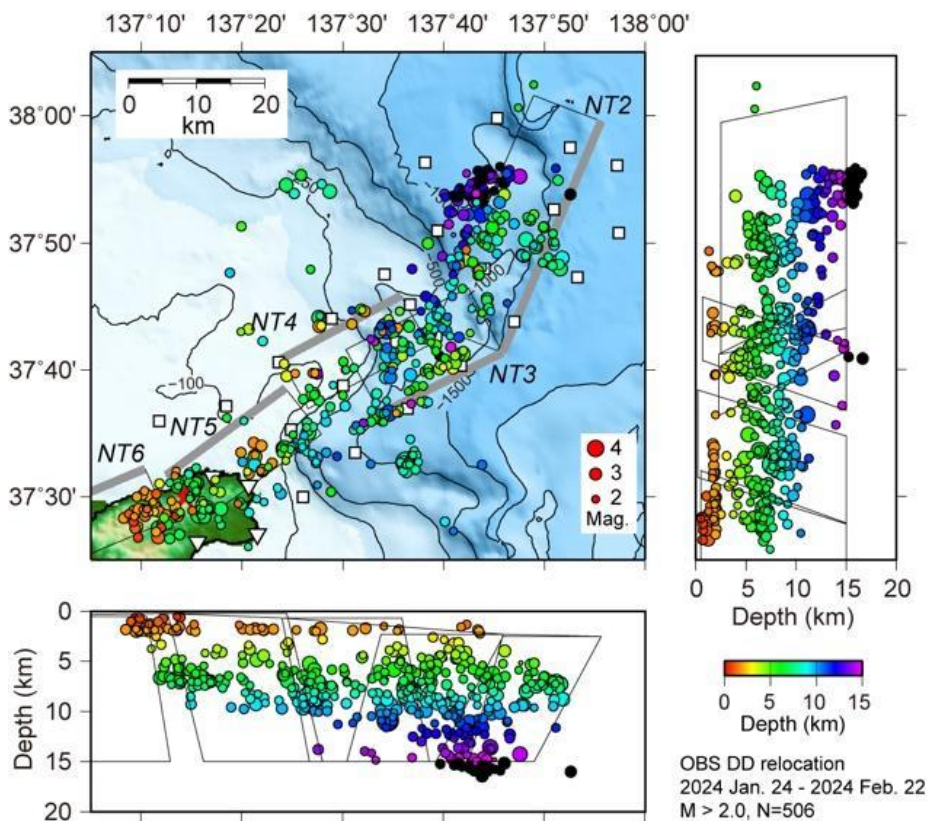 137˚10' 137˚20' 137˚30' 137˚40' 137˚50' 138˚00'
0 10 20
km
38˚00'
37˚50'
37˚40'
37˚30'
NT2
NT4
NT3
NT5
NT6
−500
−1000
−1500
−100
4
3
2
Mag.
0 5 10 15 20
Depth (km)
0
5
10
15
20
Depth (km)
0 5 10 15
Depth (km)
OBS DD relocation
2024 Jan. 24 - 2024 Feb. 22
M > 2.0, N=506